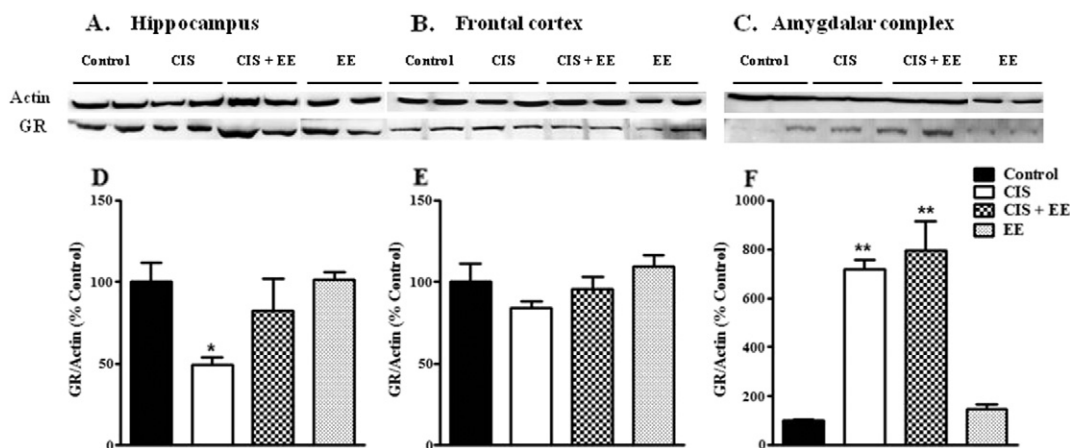 A. Hippocampus B. Frontal cortex C. Amygdalar complex
Control CIS CIS + EE EE Control CIS CIS + EE EE Control CIS CIS + EE EE
Actin
GR
D E F
Control
CIS
CIS + EE
EE
GR/Actin (% Control)
150
100
50
0
*
GR/Actin (% Control)
150
100
50
0
GR/Actin (% Control)
1000
800
600
400
200
0
**
**